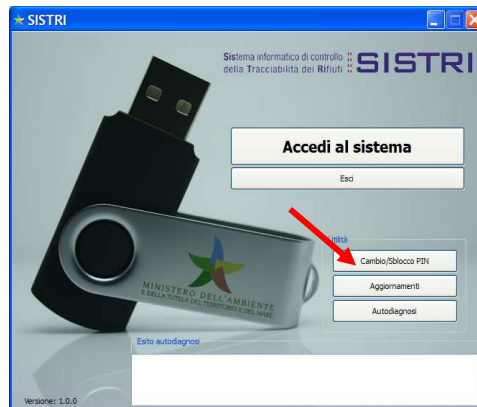 SISTRI
Sistema informatico di controllo
della Tracciabilità dei Rifiuti
SISTRI
Accedi al sistema
Esci
Utilità
Cambio/Sblocco PIN
Aggiornamenti
Autodiagnosi
MINISTERO DELL'AMBIENTE
E DELLA TUTELA DEL TERRITORIO E DEL MARE
Esito autodiagnosi
Versione: 1.0.0